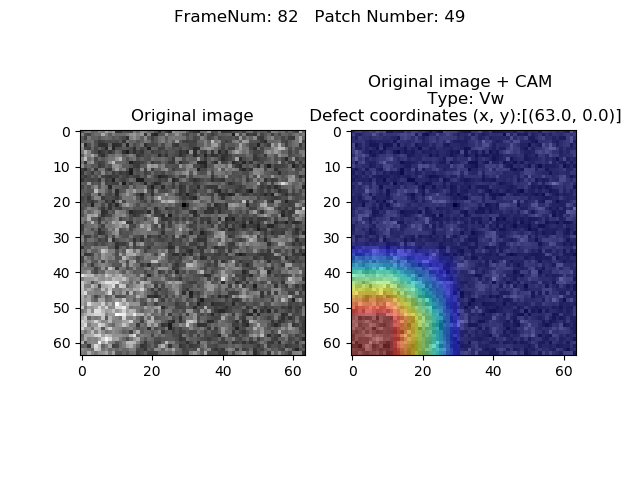 FrameNum: 82   Patch Number: 49
Original image
Original image + CAM
Type: Vw
Defect coordinates (x, y):[(63.0, 0.0)]
0
10
20
30
40
50
60
0 20 40 60
0
10
20
30
40
50
60
0 20 40 60